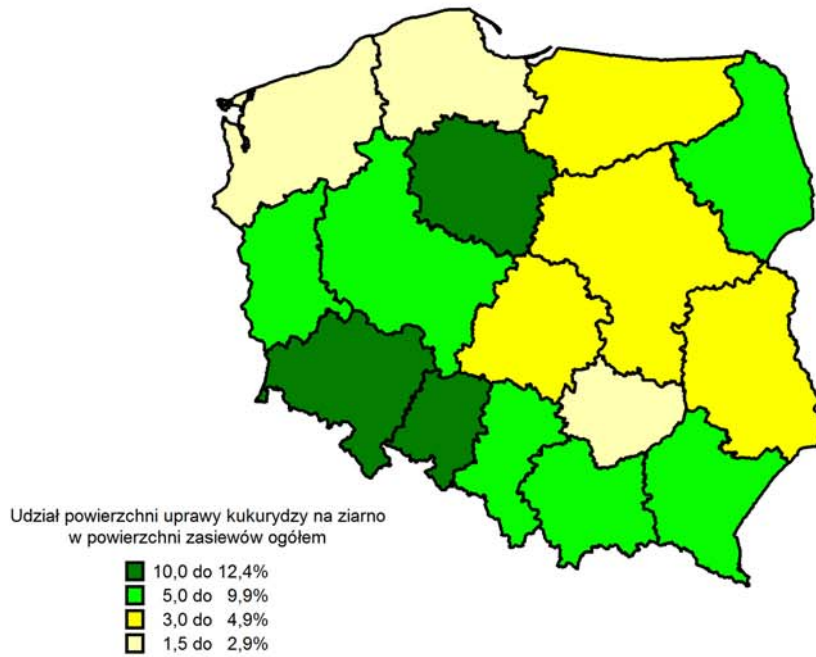 Udział powierzchni uprawy kukurydzy na ziarno
w powierzchni zasiewów ogółem
10,0 do 12,4%
5,0 do 9,9%
3,0 do 4,9%
1,5 do 2,9%